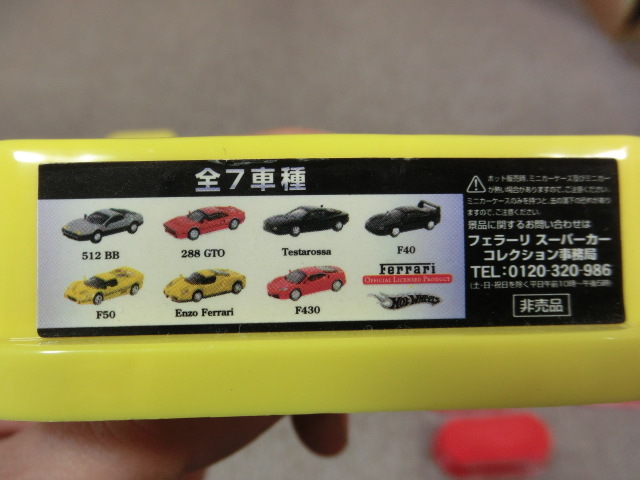 全7車種
512 BB
288 GTO
Testarossa
F40
F50
Enzo Ferrari
F430
Ferrari
OFFICIAL LICENSED PRODUCT
HOT WHEELS
ホット販売時、ミニカーケース及びミニカー
が熱い場合がありますので、ご注意ください。
ミニカーケースのみを持つと、缶の落下の恐れがあり
ますので、ご注意ください。
景品に関するお問い合わせは
フェラーリ スーパーカー
コレクション事務局
TEL:0120-320-986
(土・日・祝日を除く平日午前10時〜午後5時)
非売品